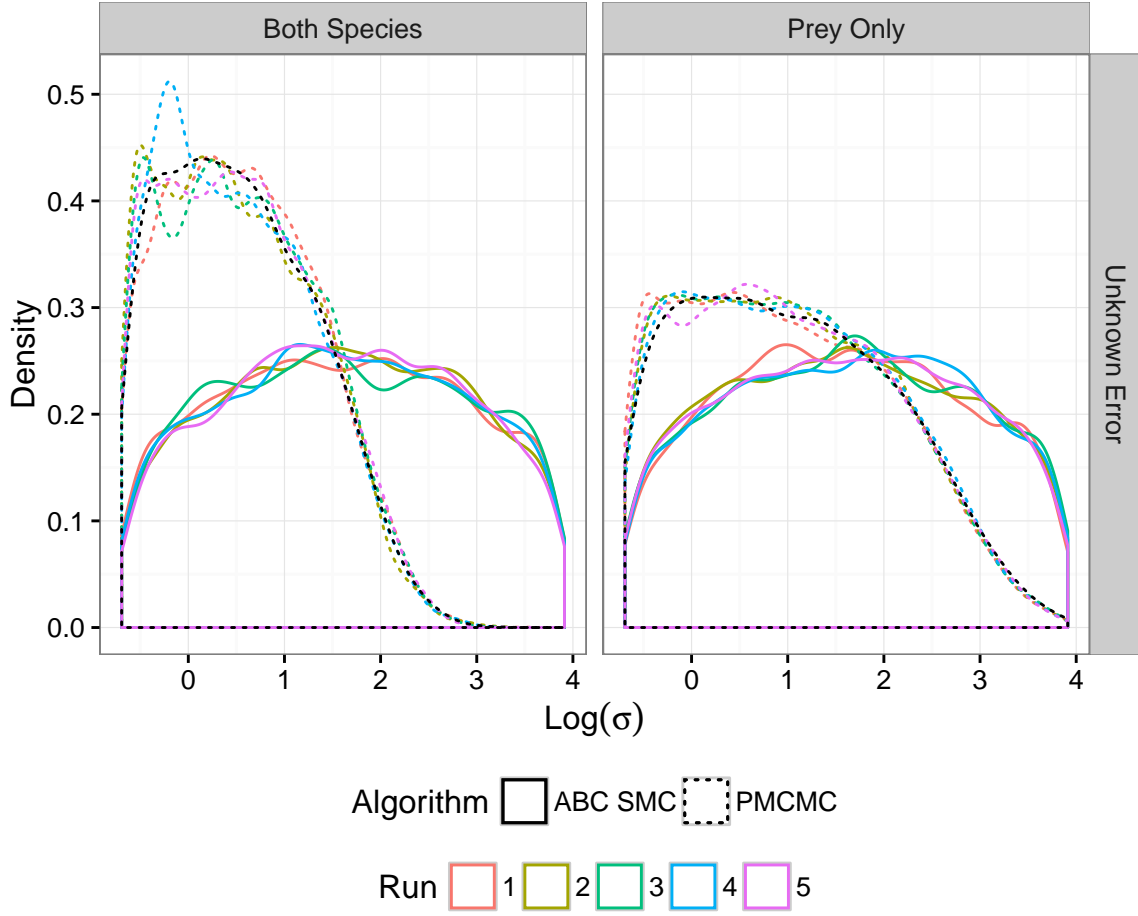 Both Species
Prey Only
Unknown Error
Density
0.5
0.4
0.3
0.2
0.1
0.0
0 1 2 3 4
0 1 2 3 4
Log(σ)
Algorithm ABC SMC PMCMC
Run 1 2 3 4 5